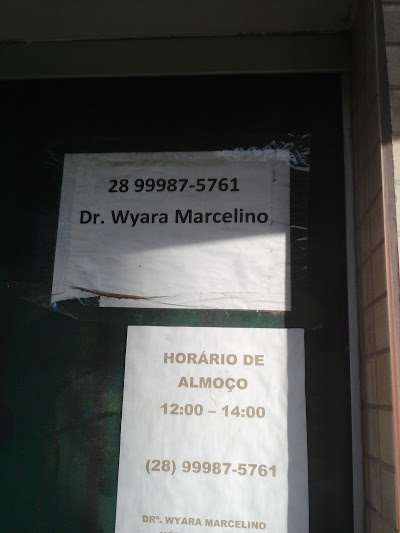 28 99987-5761
Dr. Wyara Marcelino
HORÁRIO DE
ALMOÇO
12:00 – 14:00
(28) 99987-5761
DRª. WYARA MARCELINO